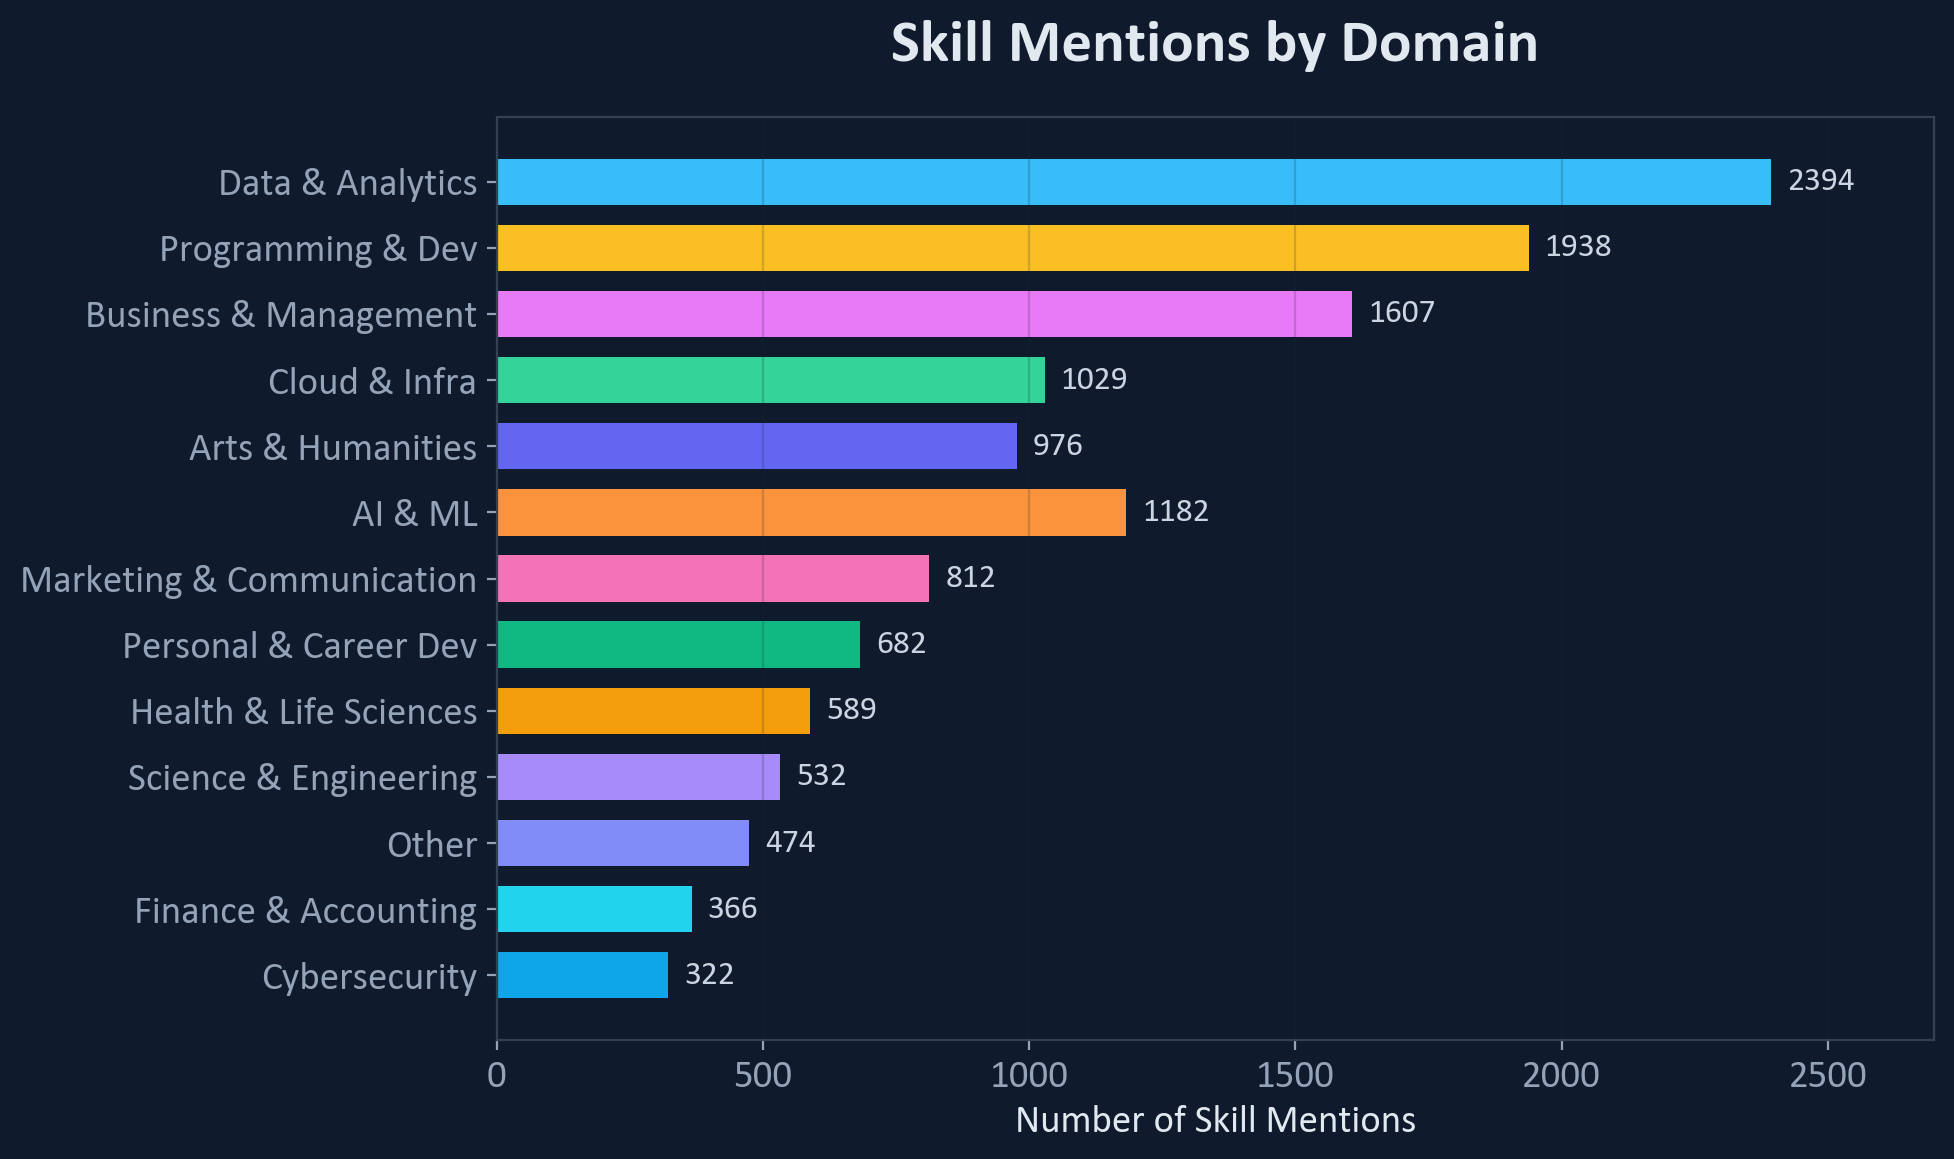 Skill Mentions by Domain
Data & Analytics 2394
Programming & Dev 1938
Business & Management 1607
Cloud & Infra 1029
Arts & Humanities 976
AI & ML 1182
Marketing & Communication 812
Personal & Career Dev 682
Health & Life Sciences 589
Science & Engineering 532
Other 474
Finance & Accounting 366
Cybersecurity 322
0 500 1000 1500 2000 2500
Number of Skill Mentions